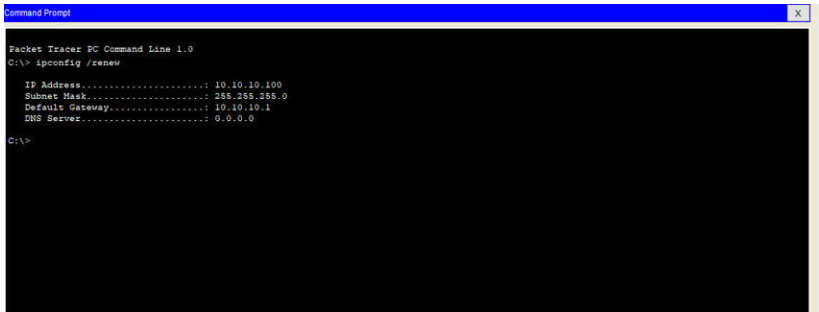 Command Prompt
X
Packet Tracer PC Command Line 1.0
C:\> ipconfig /renew
IP Address......................: 10.10.10.100
Subnet Mask.....................: 255.255.255.0
Default Gateway.................: 10.10.10.1
DNS Server......................: 0.0.0.0
C:\>